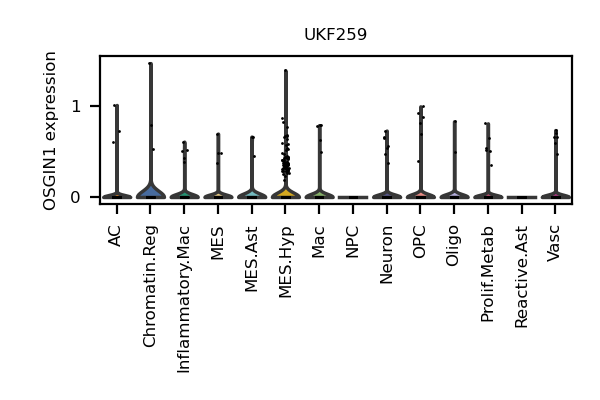 UKF259
OSGIN1 expression
1
0
AC
Chromatin.Reg
Inflammatory.Mac
MES
MES.Ast
MES.Hyp
Mac
NPC
Neuron
OPC
Oligo
Prolif.Metab
Reactive.Ast
Vasc